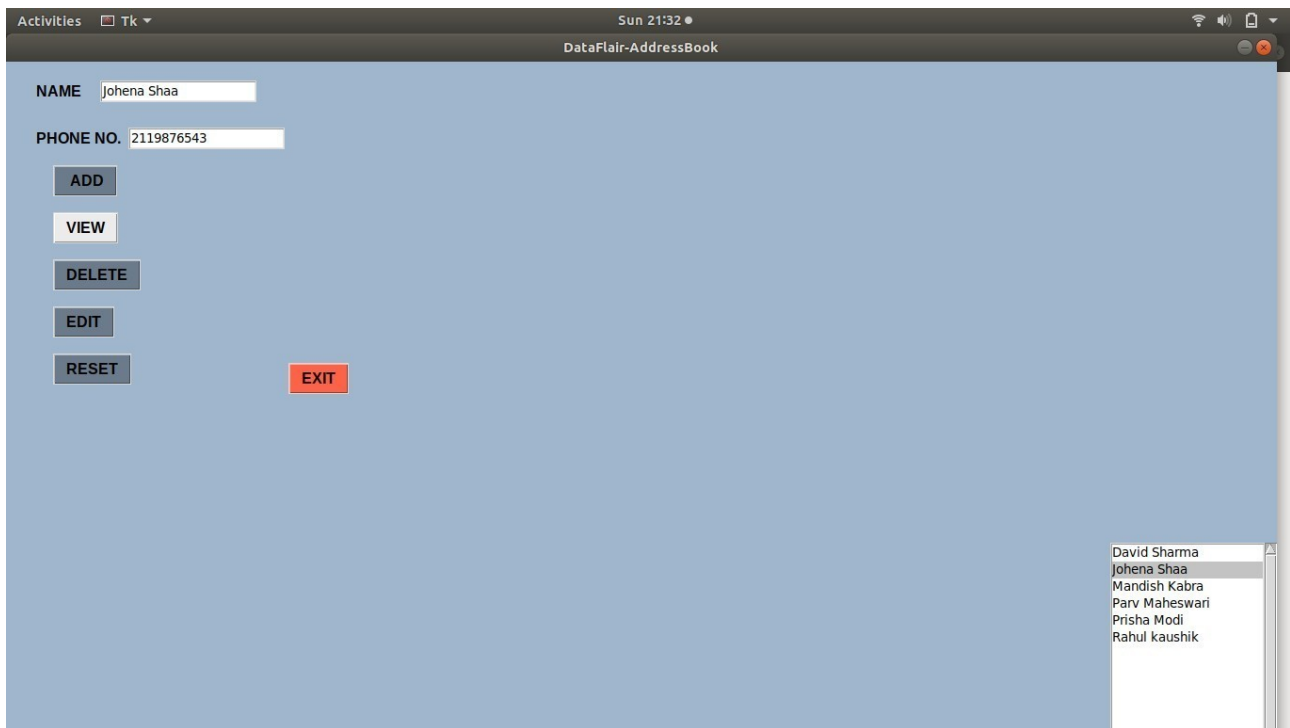 Activities Tk Sun 21:32
DataFlair-AddressBook
NAME Johena Shaa
PHONE NO. 2119876543
ADD
VIEW
DELETE
EDIT
RESET
EXIT
David Sharma
Johena Shaa
Mandish Kabra
Parv Maheswari
Prisha Modi
Rahul kaushik